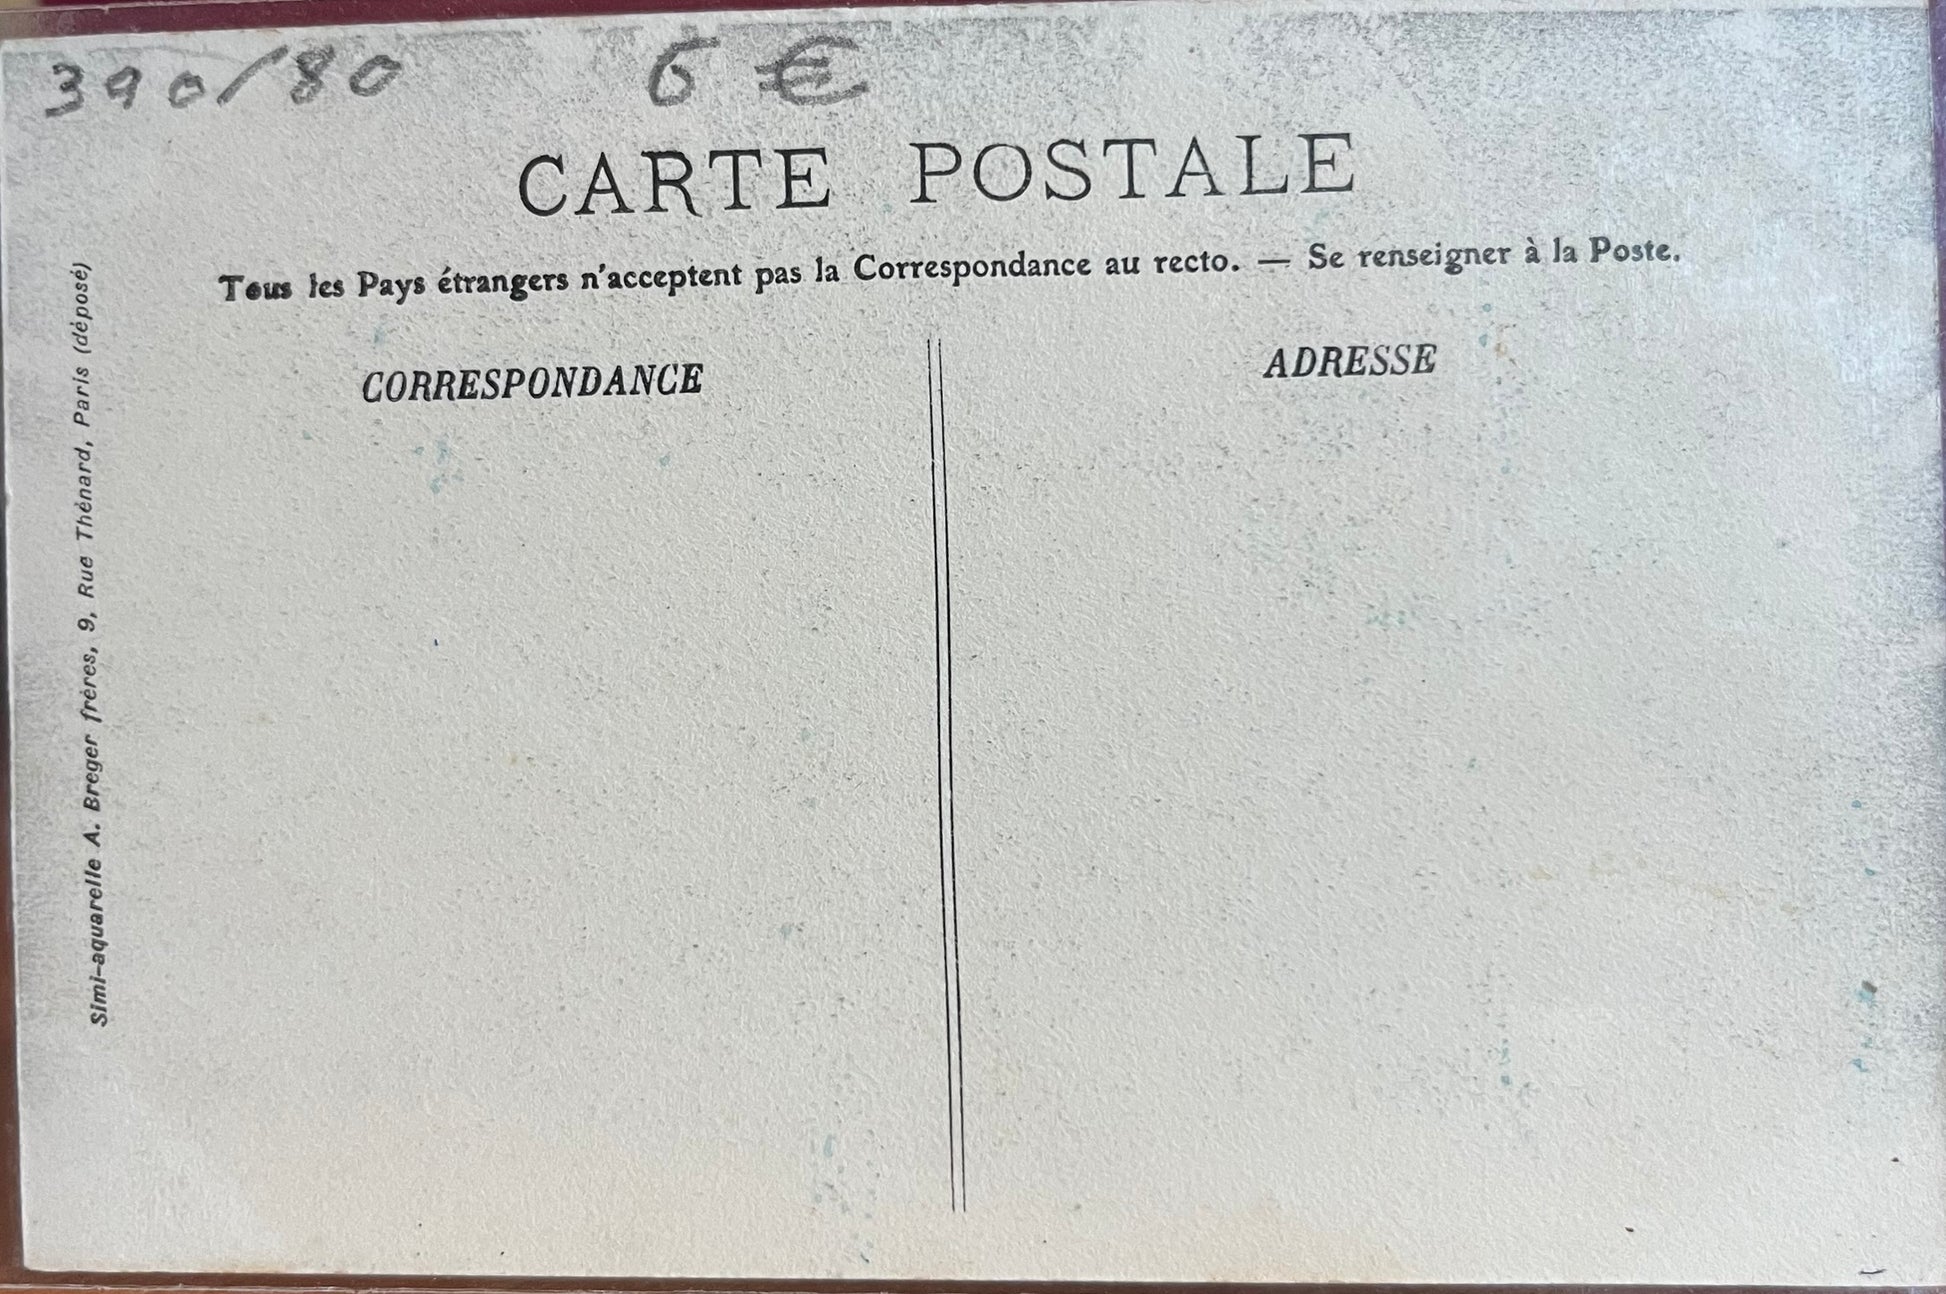 390/80 6 €
CARTE POSTALE
Tous les Pays étrangers n'acceptent pas la Correspondance au recto. — Se renseigner à la Poste.
CORRESPONDANCE
ADRESSE
Simi-aquarelle A. Breger frères, 9, Rue Thénard, Paris (déposé)